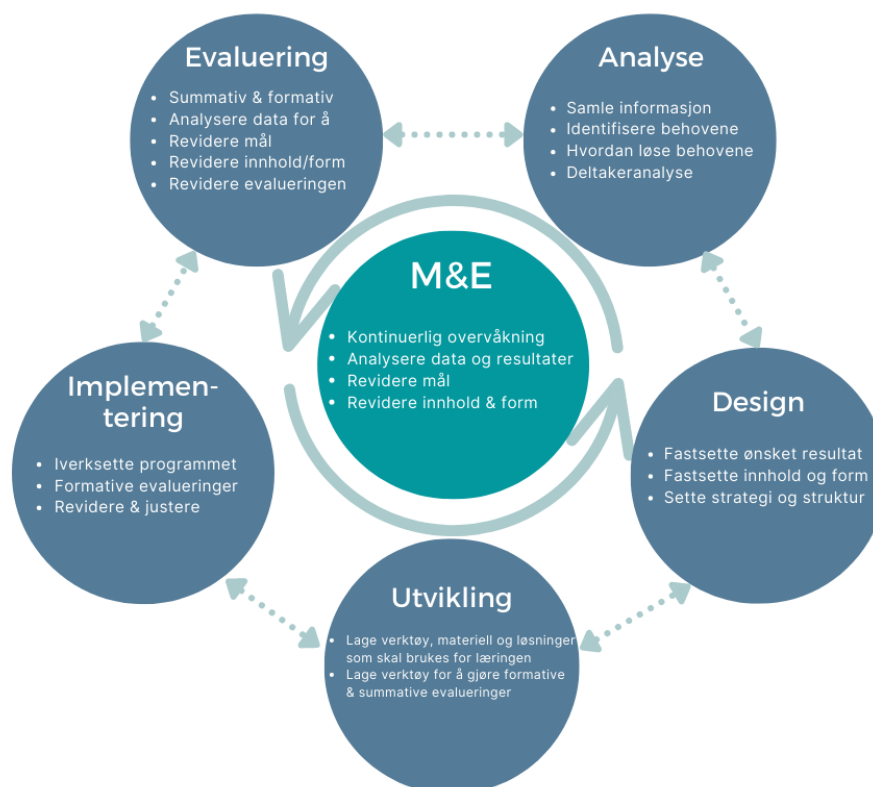 Evaluering
• Summativ & formativ
• Analysere data for å
• Revidere mål
• Revidere innhold/form
• Revidere evalueringen
Analyse
• Samle informasjon
• Identifisere behovene
• Hvordan løse behovene
• Deltakeranalyse
M&E
• Kontinuerlig overvåkning
• Analysere data og resultater
• Revidere mål
• Revidere innhold & form
Implemen-
tering
• Iverksette programmet
• Formative evalueringer
• Revidere & justere
Design
• Fastsette ønsket resultat
• Fastsette innhold og form
• Sette strategi og struktur
Utvikling
• Lage verktøy, materiell og løsninger
som skal brukes for læringen
• Lage verktøy for å gjøre formative
& summative evalueringer